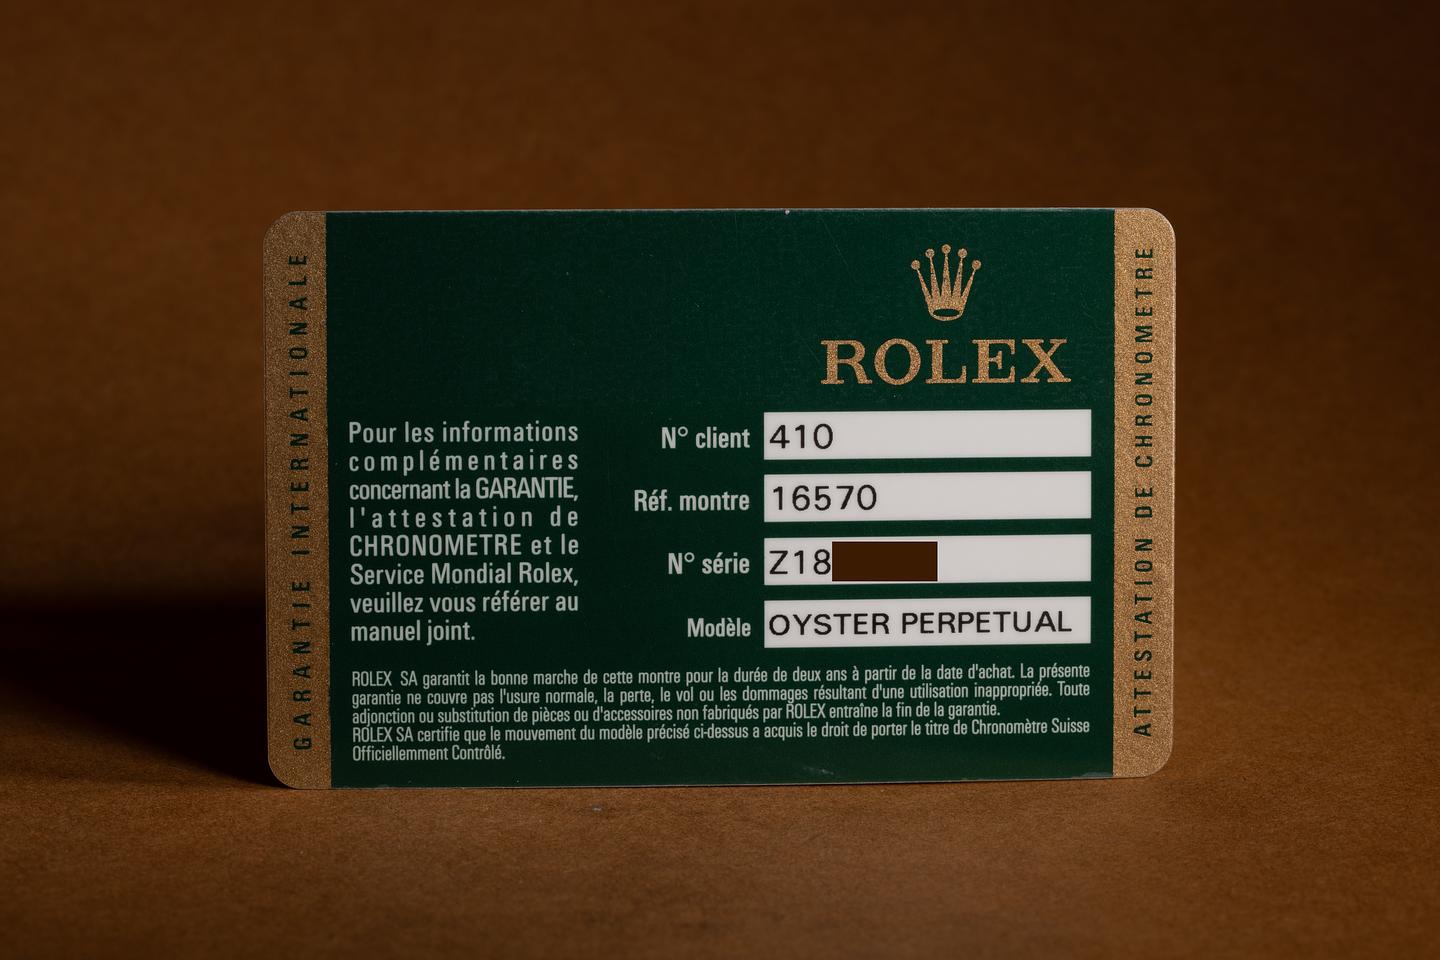 GARANTIE INTERNATIONALE
ROLEX
Pour les informations
complémentaires
concernant la GARANTIE,
l'attestation de
CHRONOMETRE et le
Service Mondial Rolex,
veuillez vous référer au
manuel joint.
N° client 410
Réf. montre 16570
N° série Z18
Modèle OYSTER PERPETUAL
ROLEX SA garantit la bonne marche de cette montre pour la durée de deux ans à partir de la date d'achat. La présente
garantie ne couvre pas l'usure normale, la perte, le vol ou les dommages résultant d'une utilisation inappropriée. Toute
adjonction ou substitution de pièces ou d'accessoires non fabriqués par ROLEX entraîne la fin de la garantie.
ROLEX SA certifie que le mouvement du modèle précisé ci-dessus a acquis le droit de porter le titre de Chronomètre Suisse
Officiellemment Contrôlé.
ATTESTATION DE CHRONOMETRE